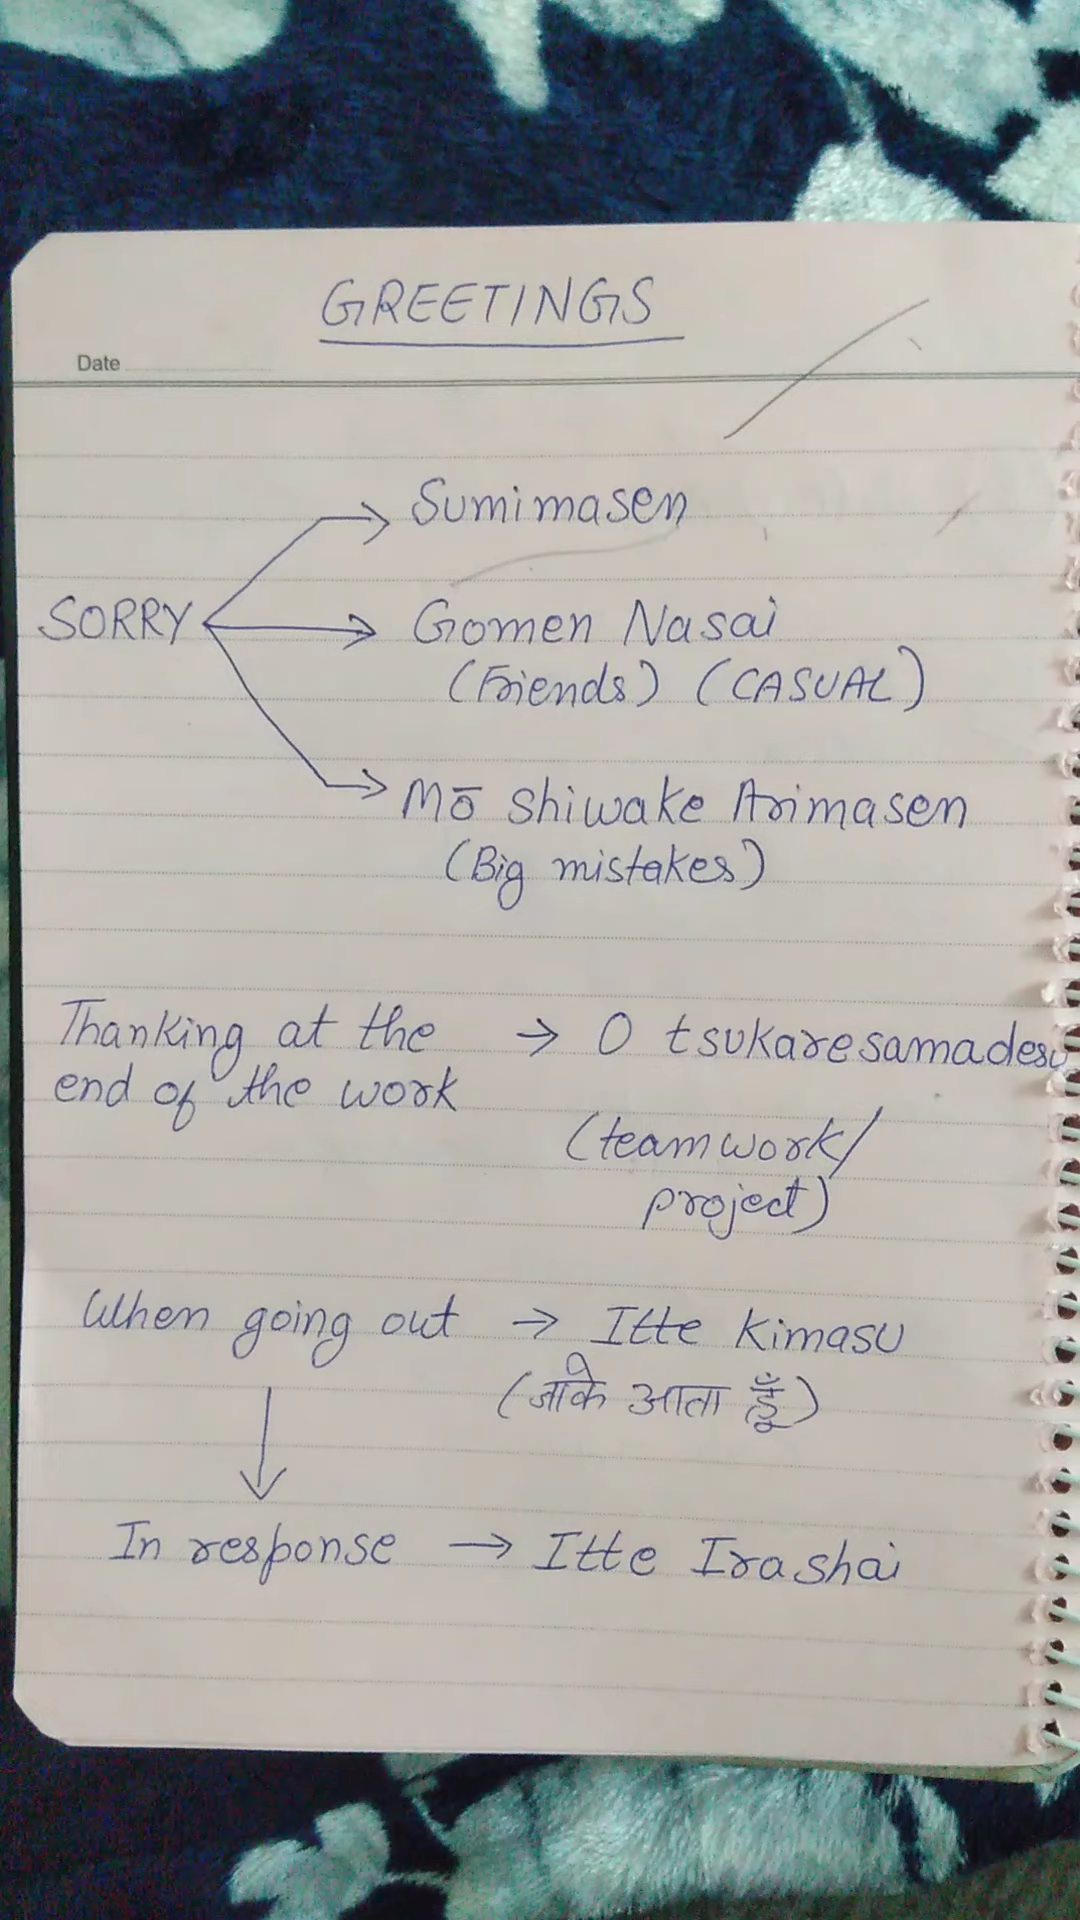 GREETINGS
Date
Sumimasen
SORRY
Gomen Nasai
(Friends) (CASUAL)
Mō shiwake Arimasen
(Big mistakes)
Thanking at the → O tsukaresamadesu
end of the work
(teamwork/
project)
When going out → Itte kimasu
(जाके आता हूँ)
In response → Itte Irashai